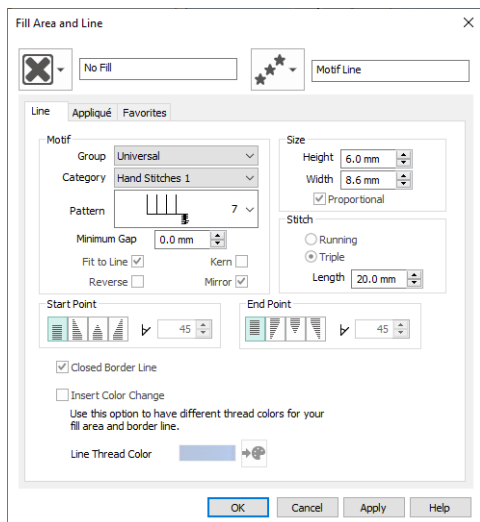 Fill Area and Line
No Fill
Motif Line
Line Appliqué Favorites
Motif
Group Universal
Category Hand Stitches 1
Pattern 7
Minimum Gap 0.0 mm
Fit to Line Kern
Reverse Mirror
Size
Height 6.0 mm
Width 8.6 mm
Proportional
Stitch
Running
Triple
Length 20.0 mm
Start Point
45
End Point
45
Closed Border Line
Insert Color Change
Use this option to have different thread colors for your
fill area and border line.
Line Thread Color
OK Cancel Apply Help